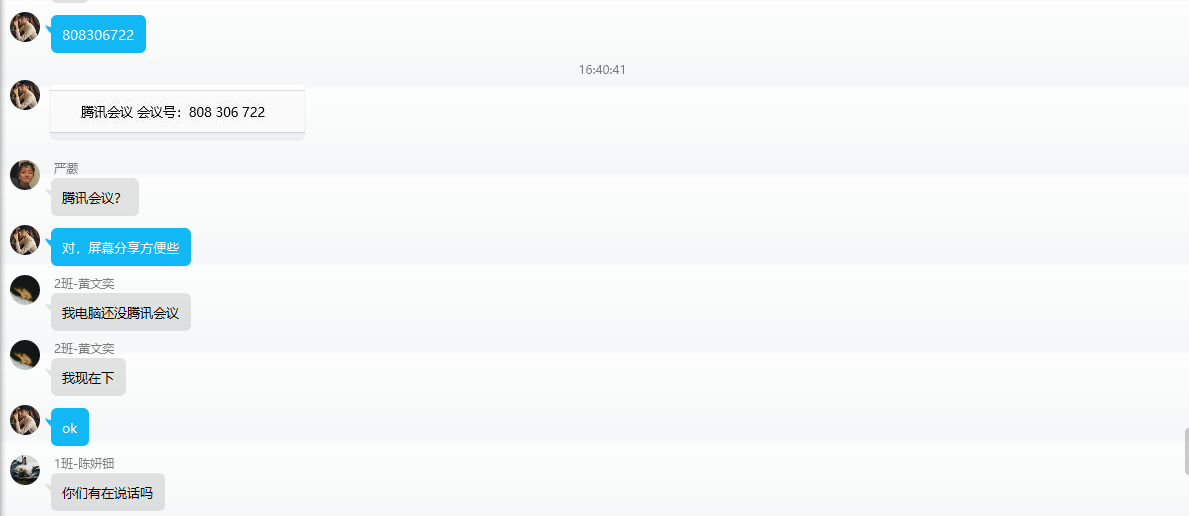 808306722
16:40:41
腾讯会议 会议号：808 306 722
严灏
腾讯会议？
对，屏幕分享方便些
2班-黄文奕
我电脑还没腾讯会议
2班-黄文奕
我现在下
ok
1班-陈妍钿
你们有在说话吗